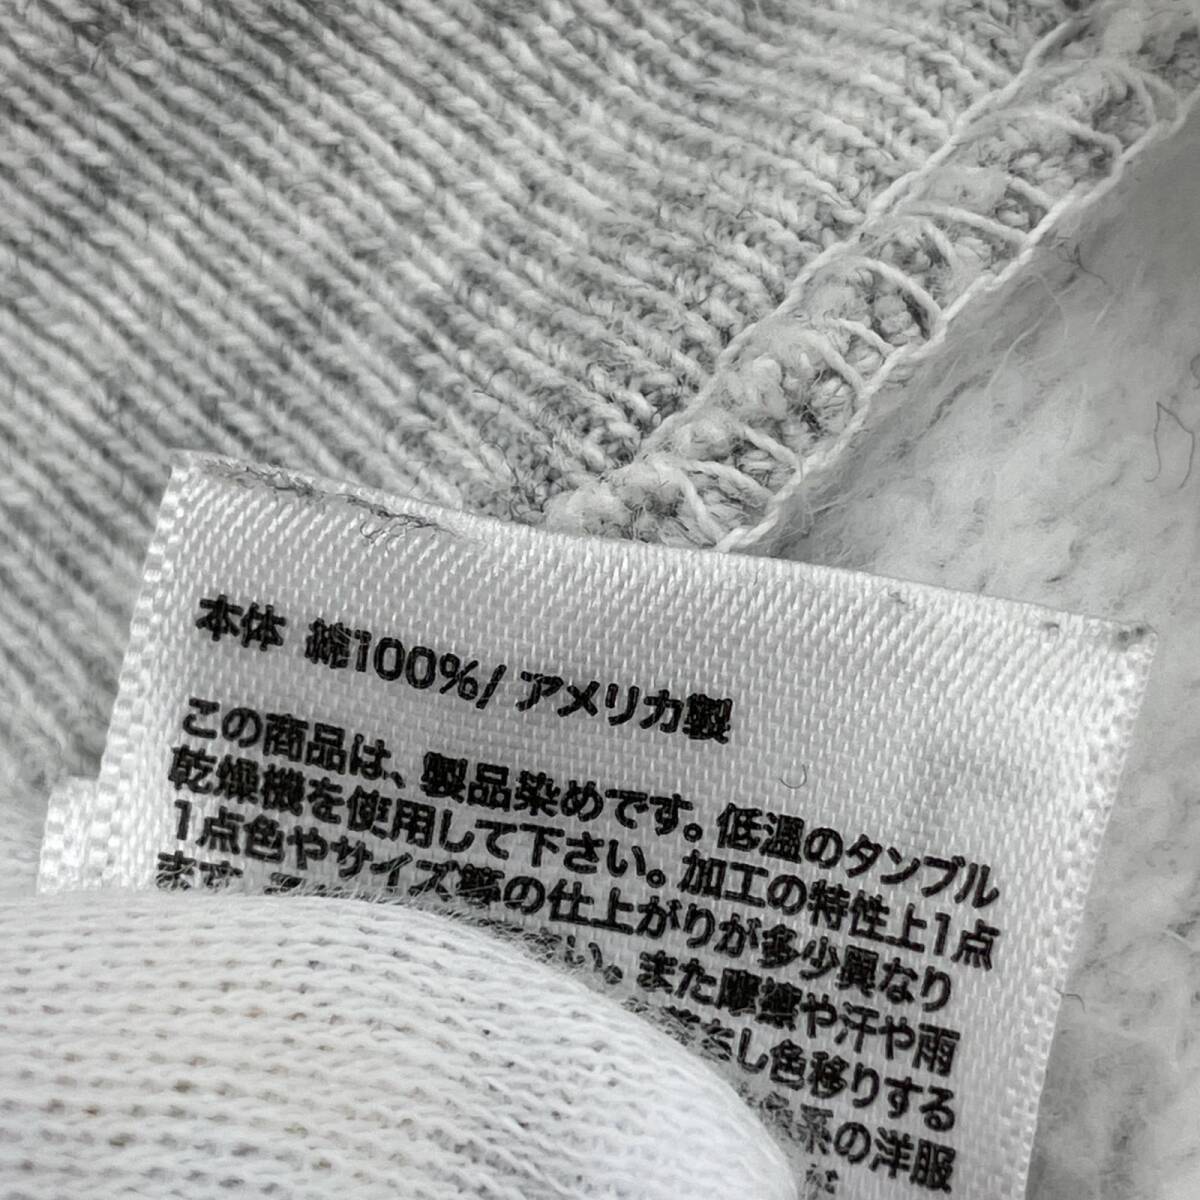 本体 綿100%/ アメリカ製
この商品は、製品染めです。低温のタンブル
乾燥機を使用して下さい。加工の特性上1点
1点色やサイズ等の仕上がりが多少異なり
ます
い。また摩擦や汗や雨
し色移りする
系の洋服